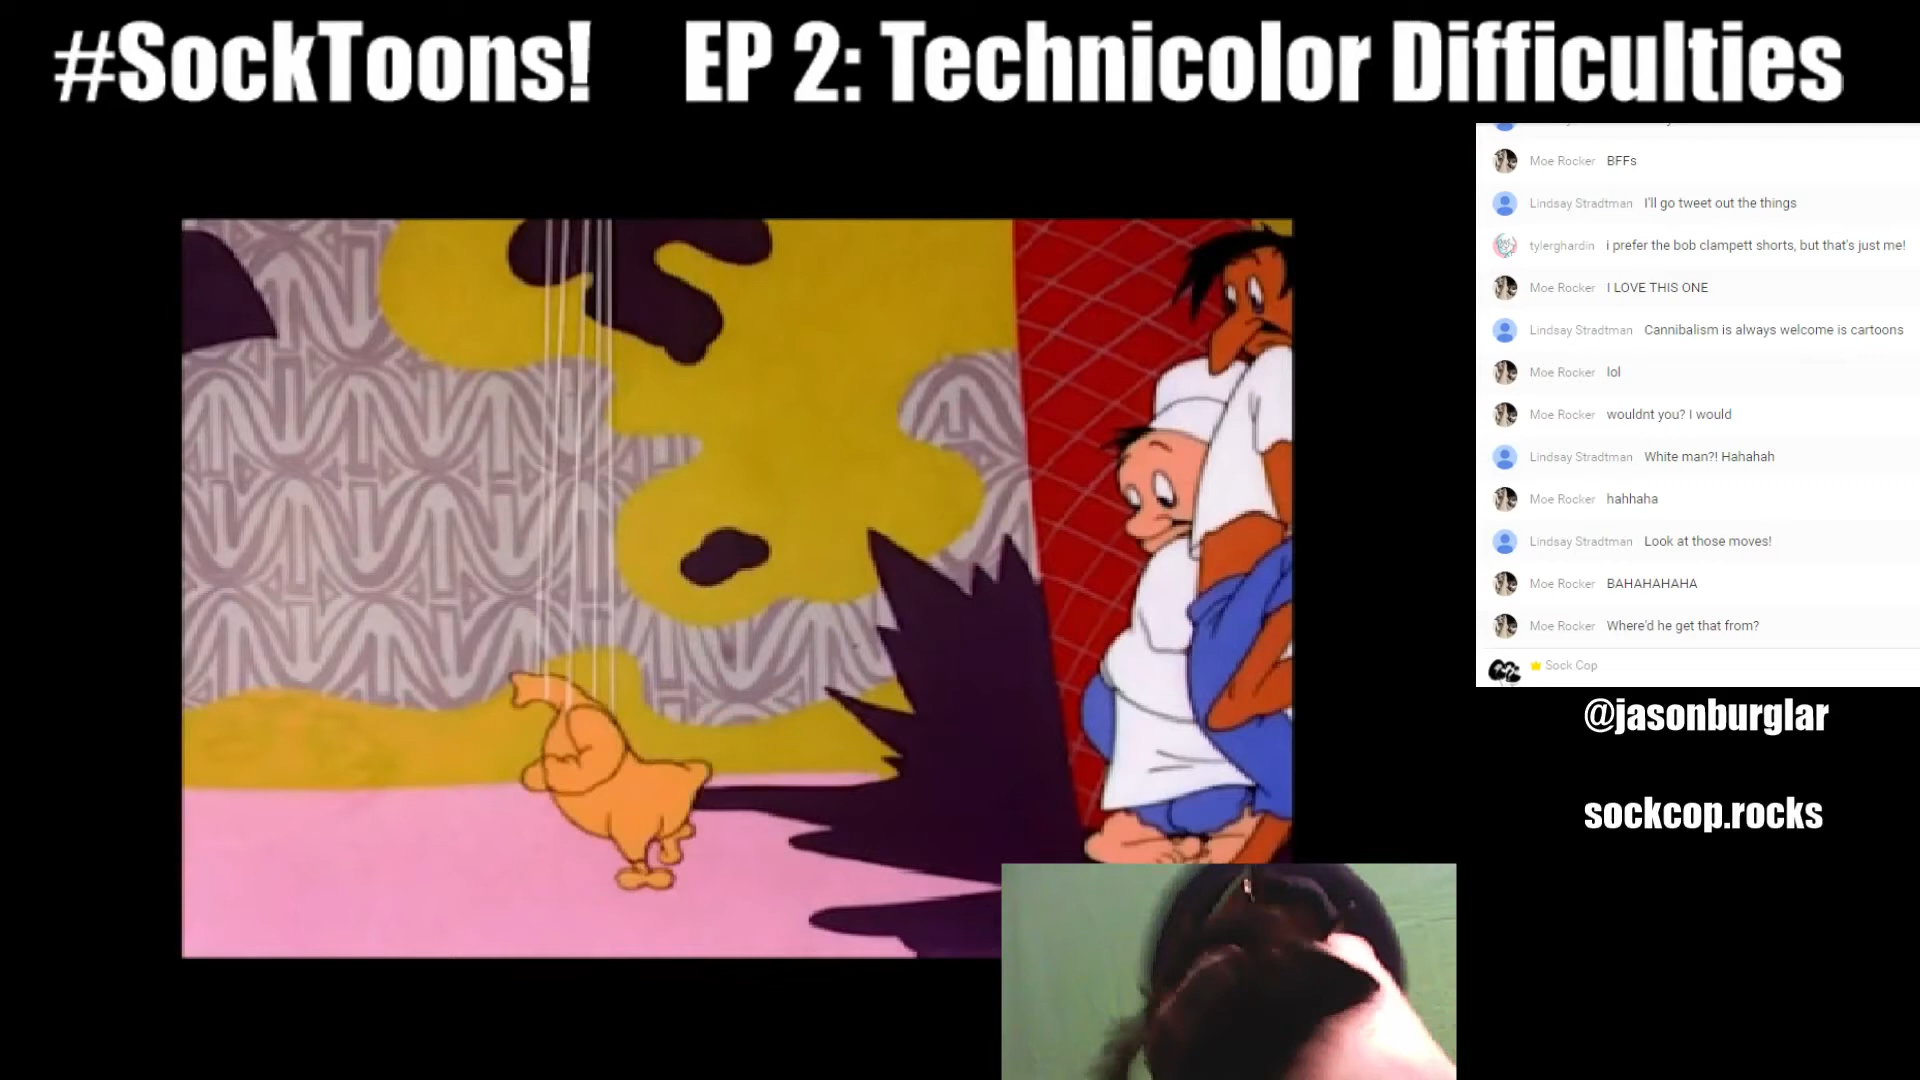 #SockToons! EP 2: Technicolor Difficulties
Moe Rocker BFFs
Lindsay Stradtman I'll go tweet out the things
tylerghardin i prefer the bob clampett shorts, but that's just me!
Moe Rocker I LOVE THIS ONE
Lindsay Stradtman Cannibalism is always welcome is cartoons
Moe Rocker lol
Moe Rocker wouldnt you? I would
Lindsay Stradtman White man?! Hahahah
Moe Rocker hahhaha
Lindsay Stradtman Look at those moves!
Moe Rocker BAHAHAHAHA
Moe Rocker Where'd he get that from?
Sock Cop
@jasonburglar
sockcop.rocks